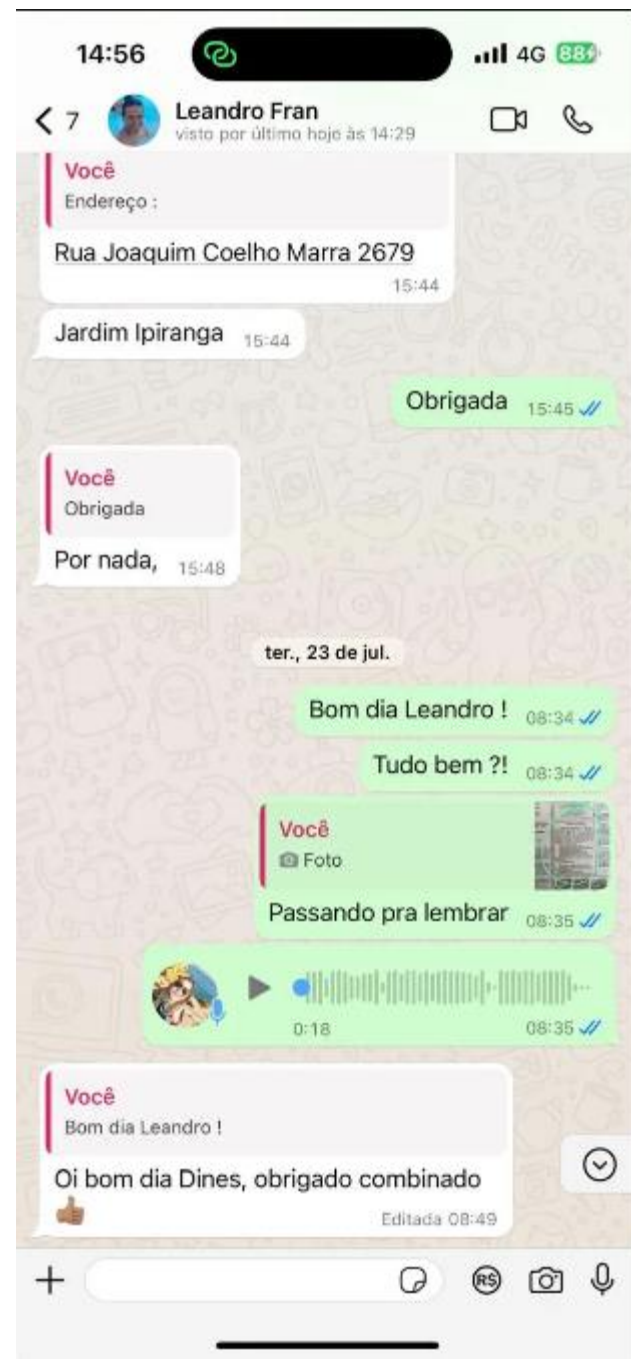 14:56
4G 88
7
Leandro Fran
visto por último hoje às 14:29
Você
Endereço :
Rua Joaquim Coelho Marra 2679
15:44
Jardim Ipiranga 15:44
Obrigada 15:45
Você
Obrigada
Por nada, 15:48
ter., 23 de jul.
Bom dia Leandro ! 08:34
Tudo bem ?! 08:34
Você
Foto
Passando pra lembrar 08:35
0:18 08:35
Você
Bom dia Leandro !
Oi bom dia Dines, obrigado combinado
👍🏽
Editada 08:49
R$